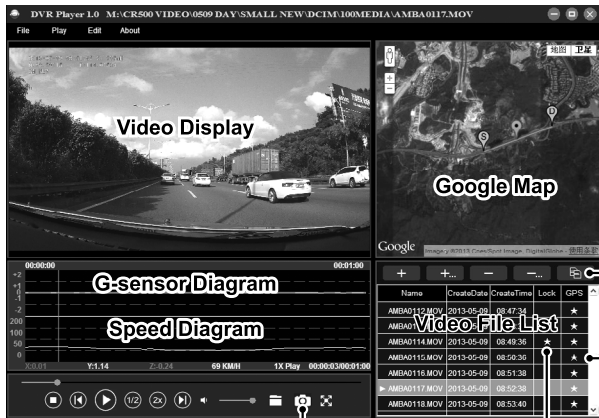 DVR Player 1.0 M:\CR500 VIDEO\0509 DAY\SMALL NEW\DCIM\100MEDIA\AMBA0117.MOV
File Play Edit About
地图 卫星
Video Display
S
D
Google Map
Google
00:00:00 00:01:00
G-sensor Diagram
+2
+1
0
-1
-2
Speed Diagram
200
150
100
50
0
X:0.01 Y:1.14 Z:-0.24 69 KM/H 1X Play 00:00:03/00:01:00
1/2 2x
+ +... − −...
Name CreateDate CreateTime Lock GPS
AMBA0112.MOV 2013-05-09 08:47:34 ★
Video File List
AMBA0114.MOV 2013-05-09 08:49:36 ★ ★
AMBA0115.MOV 2013-05-09 08:50:36 ★
AMBA0116.MOV 2013-05-09 08:51:38 ★
AMBA0117.MOV 2013-05-09 08:52:38 ★
AMBA0118.MOV 2013-05-09 08:53:40 ★